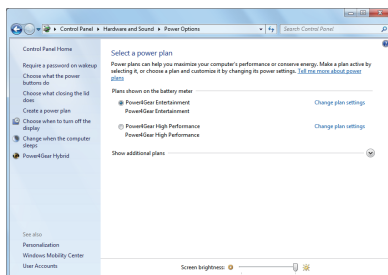 Control Panel ▸ Hardware and Sound ▸ Power Options
Search Control Panel
Control Panel Home
Require a password on wakeup
Choose what the power
buttons do
Choose what closing the lid
does
Create a power plan
Choose when to turn off the
display
Change when the computer
sleeps
Power4Gear Hybrid
See also
Personalization
Windows Mobility Center
User Accounts
Select a power plan
Power plans can help you maximize your computer's performance or conserve energy. Make a plan active by
selecting it, or choose a plan and customize it by changing its power settings. Tell me more about power
plans
Plans shown on the battery meter
Power4Gear Entertainment Change plan settings
Power4Gear Entertainment
Power4Gear High Performance Change plan settings
Power4Gear High Performance
Show additional plans
Screen brightness: